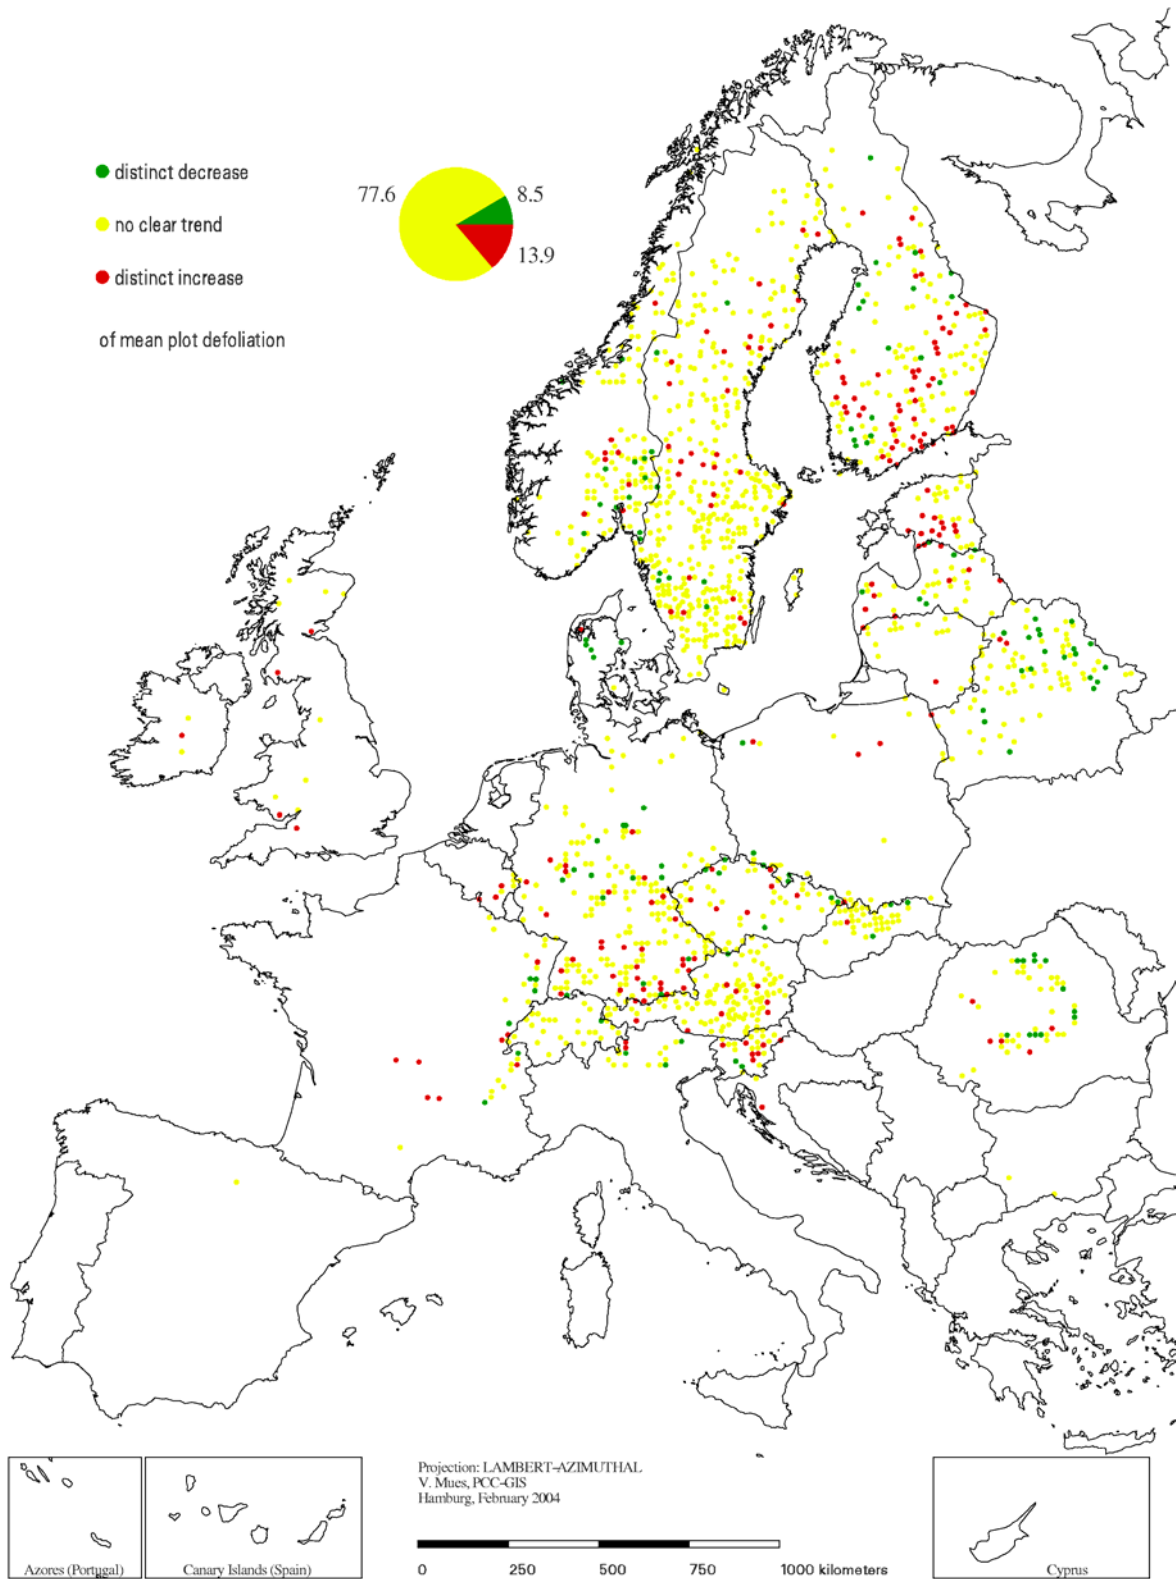 distinct decrease
no clear trend
distinct increase
of mean plot defoliation
77.6
8.5
13.9
Projection: LAMBERT-AZIMUTHAL
V. Mues, PCC-GIS
Hamburg, February 2004
0 250 500 750 1000 kilometers
Azores (Portugal)
Canary Islands (Spain)
Cyprus